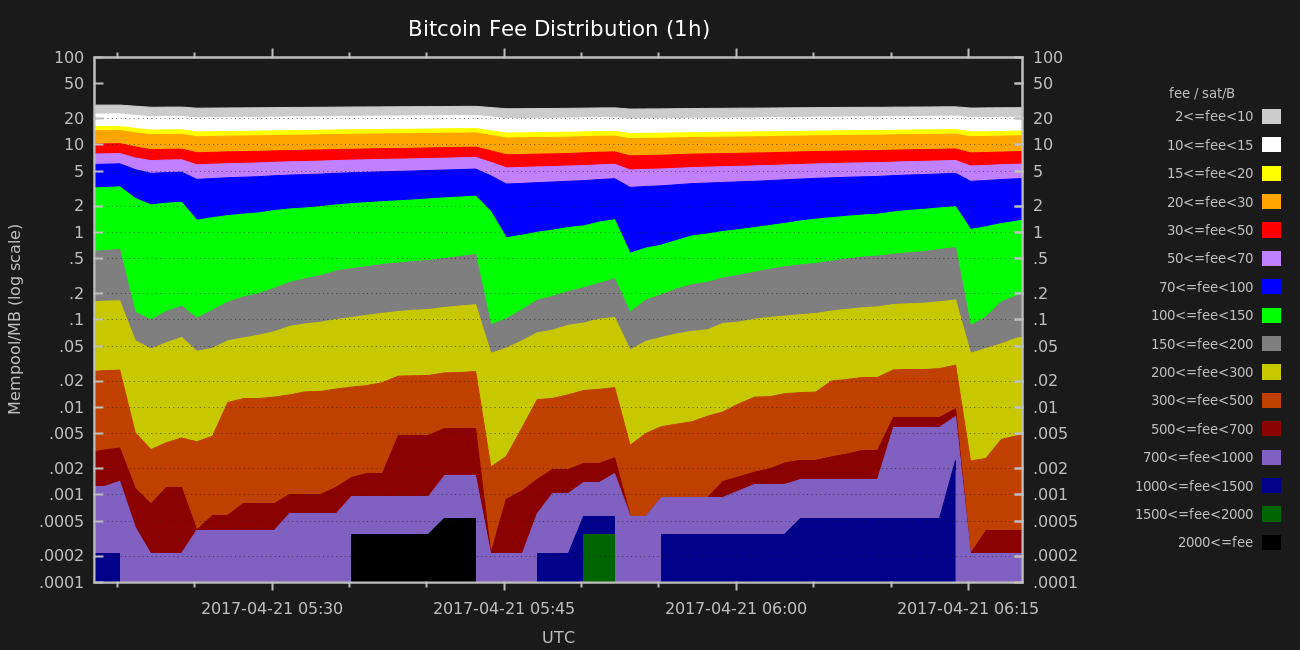 Bitcoin Fee Distribution (1h)
100
50
20
10
5
2
1
.5
.2
.1
.05
.02
.01
.005
.002
.001
.0005
.0002
.0001
Mempool/MB (log scale)
100
50
20
10
5
2
1
.5
.2
.1
.05
.02
.01
.005
.002
.001
.0005
.0002
.0001
2017-04-21 05:30 2017-04-21 05:45 2017-04-21 06:00 2017-04-21 06:15
UTC
fee / sat/B
2<=fee<10
10<=fee<15
15<=fee<20
20<=fee<30
30<=fee<50
50<=fee<70
70<=fee<100
100<=fee<150
150<=fee<200
200<=fee<300
300<=fee<500
500<=fee<700
700<=fee<1000
1000<=fee<1500
1500<=fee<2000
2000<=fee